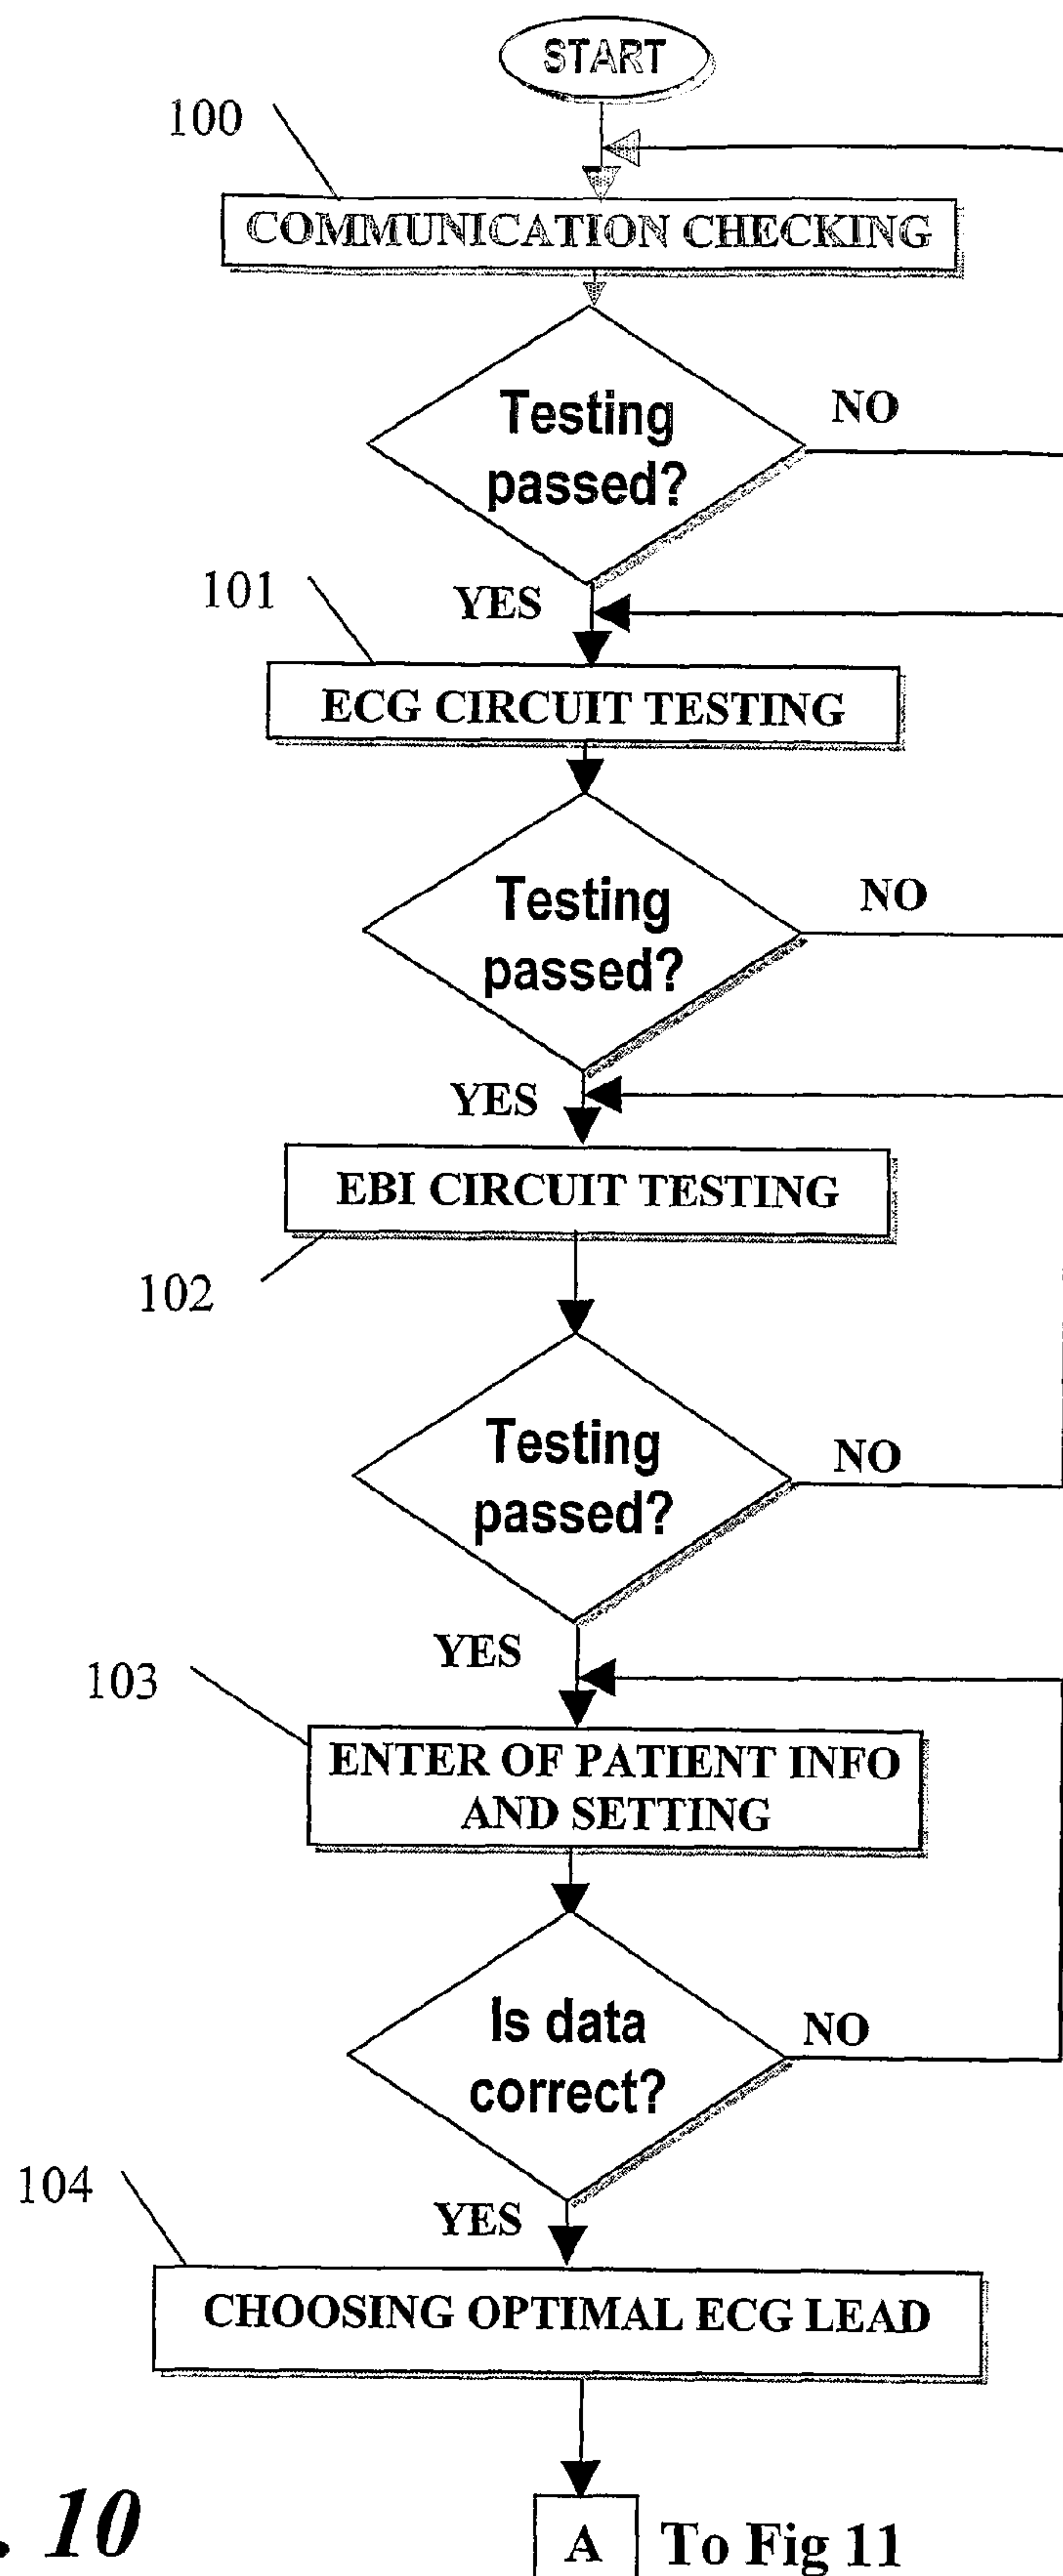 START
100
COMMUNICATION CHECKING
Testing
passed?
NO
YES
101
ECG CIRCUIT TESTING
Testing
passed?
NO
YES
EBI CIRCUIT TESTING
102
Testing
passed?
NO
YES
103
ENTER OF PATIENT INFO
AND SETTING
Is data
correct?
NO
YES
104
CHOOSING OPTIMAL ECG LEAD
. 10
A
To Fig 11